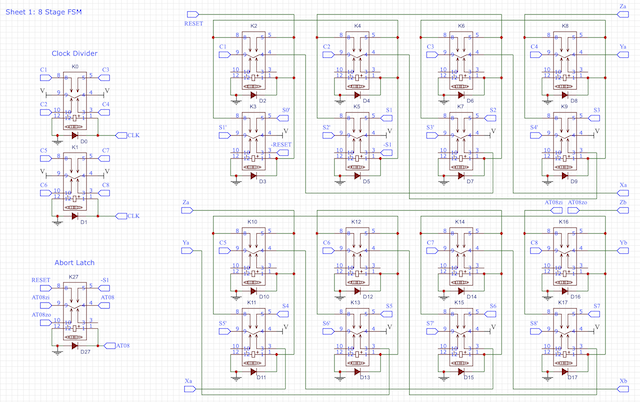 Sheet 1: 8 Stage FSM
RESET
Za
K2
K4
K6
K8
C1
C2
C3
C4
Ya
Clock Divider
K0
C1
C3
V
V
C2
C4
D0
CLK
D2
D4
D6
D8
K3
K5
K7
K9
S0'
S1
S2
S3
S1'
V
S2'
V
S3'
V
S4'
V
-RESET
-S1
D3
D5
D7
D9
K1
C5
C7
V
V
C6
C8
D1
CLK
Xa
Za
AT08zi
AT08zo
Zb
K10
K12
K14
K16
Ya
C5
C6
C7
C8
Yb
D10
D12
D14
D16
Abort Latch
K27
RESET
-S1
AT08zi
AT08
AT08zo
D27
AT08
K11
K13
K15
K17
S4
S5
S6
S7
S5'
V
S6'
V
S7'
V
S8'
V
D11
D13
D15
D17
Xa
Xb